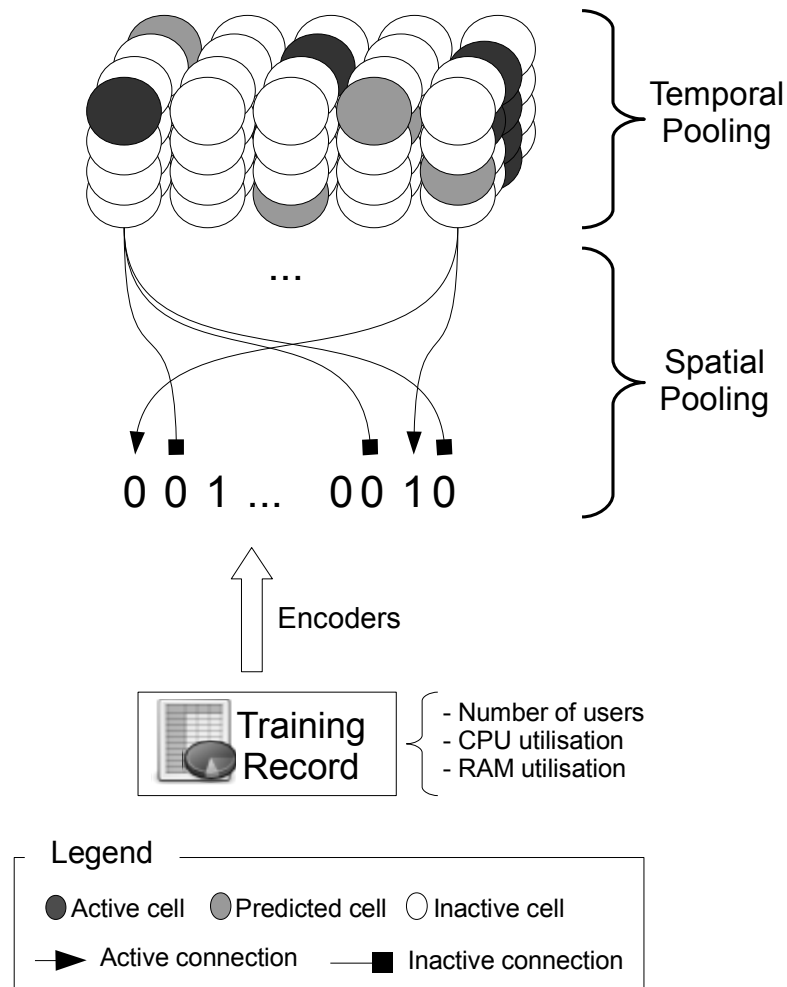 Temporal
Pooling
...
Spatial
Pooling
0 0 1 ... 0 0 1 0
Encoders
Training
Record
- Number of users
- CPU utilisation
- RAM utilisation
Legend
Active cell Predicted cell Inactive cell
Active connection Inactive connection